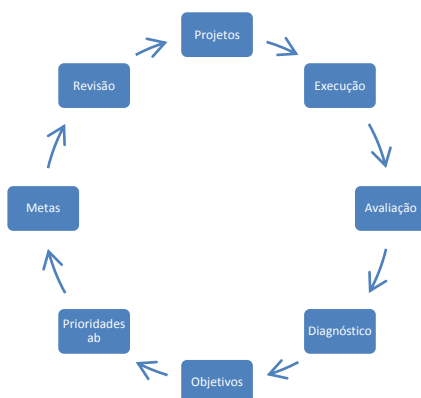 Projetos
Execução
Avaliação
Diagnóstico
Objetivos
Prioridades
ab
Metas
Revisão